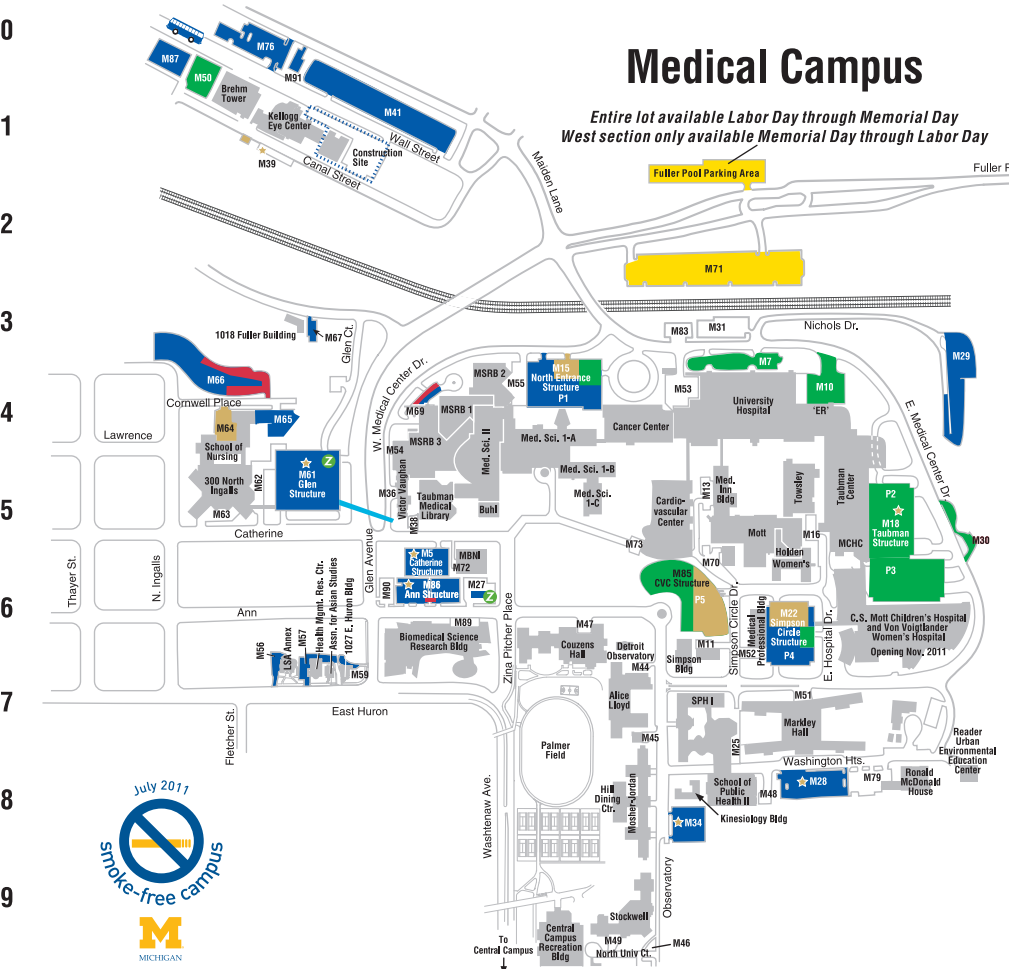 0
1
2
3
4
5
6
7
8
9
Medical Campus
Entire lot available Labor Day through Memorial Day
West section only available Memorial Day through Labor Day
Fuller Pool Parking Area
M71
Maiden Lane
M87
M50
M76
M91
M41
Brehm
Tower
Kellogg
Eye Center
Construction
Site
Wall Street
Canal Street
M39
1018 Fuller Building
M67
Glen Ct.
M66
Cornwell Place
M64
M65
Lawrence
School of
Nursing
300 North
Ingalls
M62
M63
M61
Glen
Structure
Z
Catherine
Thayer St.
N. Ingalls
Ann
Glen Avenue
W. Medical Center Dr.
M69
MSRB 2
M55
MSRB 1
MSRB 3
M54
Med. Sci. II
M36
Victor Vaughan
M38
Taubman
Medical
Library
Buhl
M15
North Entrance
Structure
P1
Med. Sci. 1-A
Med. Sci. 1-B
Med. Sci.
1-C
Cancer Center
M83
M31
M53
M7
M10
'ER'
Nichols Dr.
M29
University
Hospital
E. Medical Center Dr.
Cardio-
vascular
Center
M13
Med.
Inn
Bldg
Towsley
Taubman
Center
Mott
M16
Holden
Women's
MCHC
P2
M18
Taubman
Structure
P3
M30
M73
M70
M85
CVC Structure
P5
Simpson Circle Dr.
M11
Simpson
Bldg
M52
Medical
Professional Bldg
M22
Simpson
Circle
Structure
P4
E. Hospital Dr.
C.S. Mott Children's Hospital
and Von Voigtlander
Women's Hospital
Opening Nov. 2011
M5
Catherine
Structure
MBNI
M72
M90
M86
Ann Structure
M27
Z
M89
Biomedical Science
Research Bldg
Zina Pitcher Place
M56
LSA Annex
M57
Health Mgmt. Res. Ctr.
Assn. for Asian Studies
1027 E. Huron Bldg
M59
East Huron
Fletcher St.
M47
Couzens
Hall
Detroit
Observatory
M44
Alice
Lloyd
M45
Palmer
Field
Hill
Dining
Ctr.
Mosher-Jordan
Washtenaw Ave.
SPH I
M25
M51
Markley
Hall
Washington Hts.
School of
Public
Health II
M48
M28
M79
Ronald
McDonald
House
Reader
Urban
Environmental
Education
Center
Kinesiology Bldg
M34
Observatory
Stockwell
M49
North Univ Ct.
M46
Central
Campus
Recreation
Bldg
To
Central Campus
July 2011
smoke-free campus
M
MICHIGAN